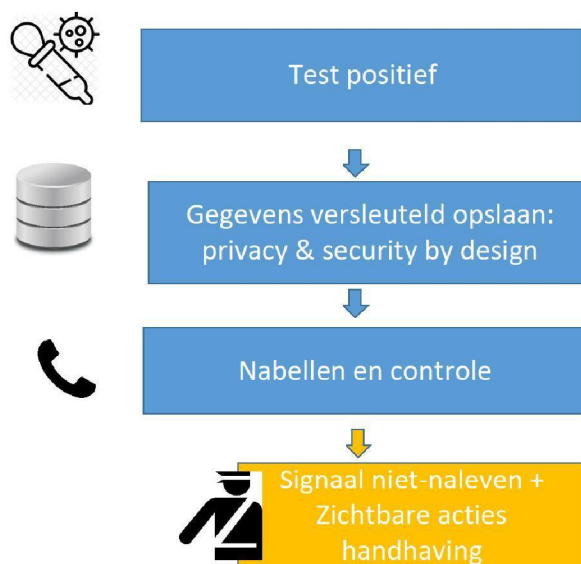 Test positief
Gegevens versleuteld opslaan:
privacy & security by design
Nabellen en controle
Signaal niet-naleven +
Zichtbare acties
handhaving